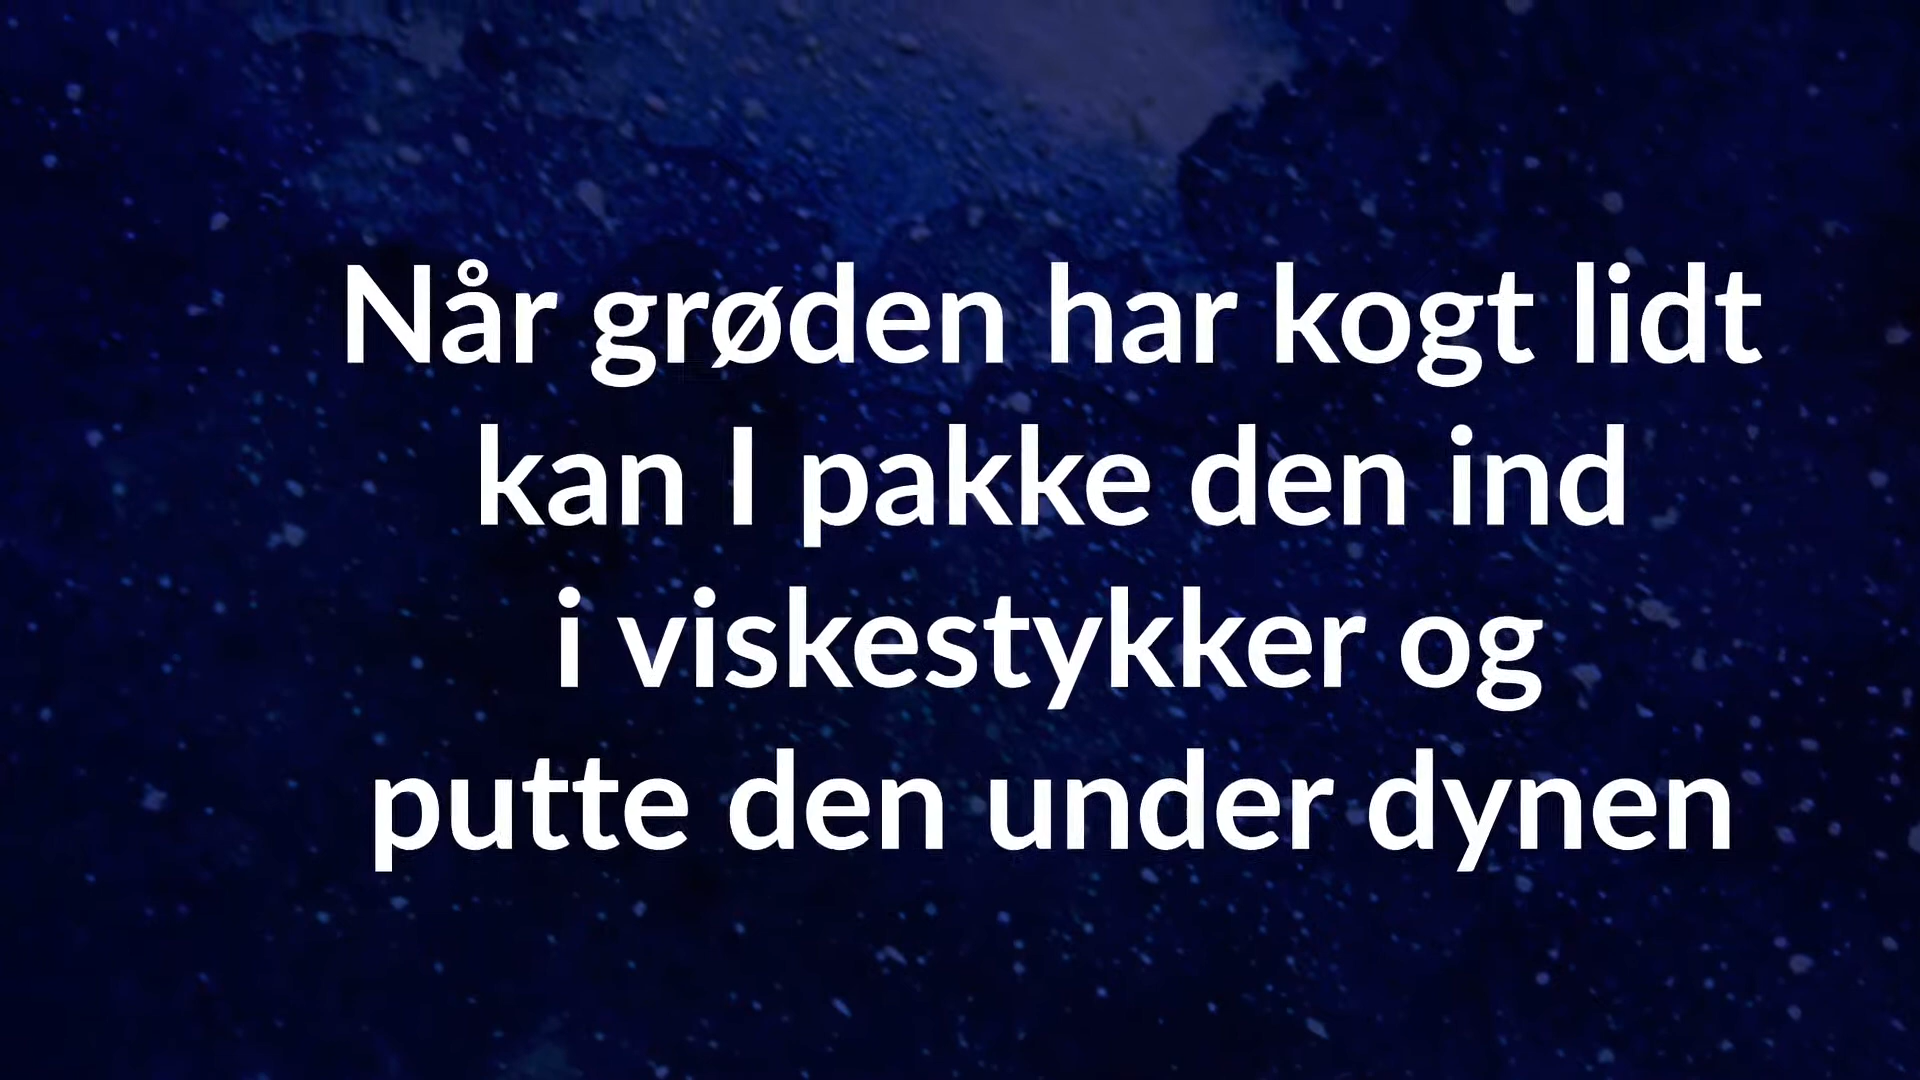 Når grøden har kogt lidt
kan I pakke den ind
i viskestykker og
putte den under dynen